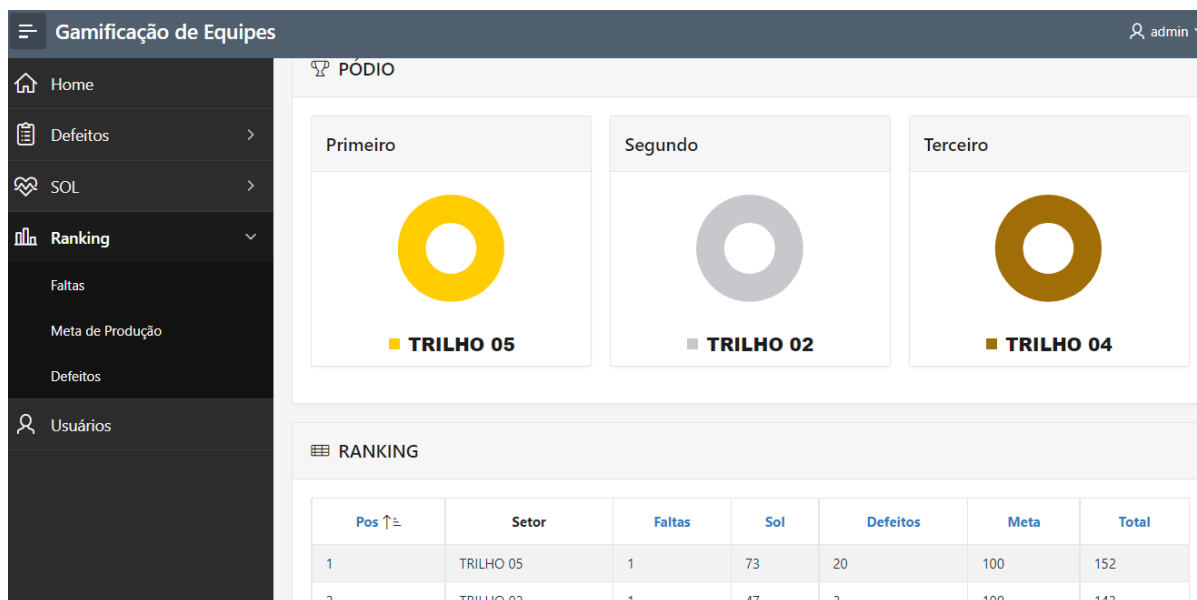 Gamificação de Equipes
admin
Home
Defeitos
SOL
Ranking
Faltas
Meta de Produção
Defeitos
Usuários
PÓDIO
Primeiro
Segundo
Terceiro
TRILHO 05
TRILHO 02
TRILHO 04
RANKING
Pos Setor Faltas Sol Defeitos Meta Total
1 TRILHO 05 1 73 20 100 152